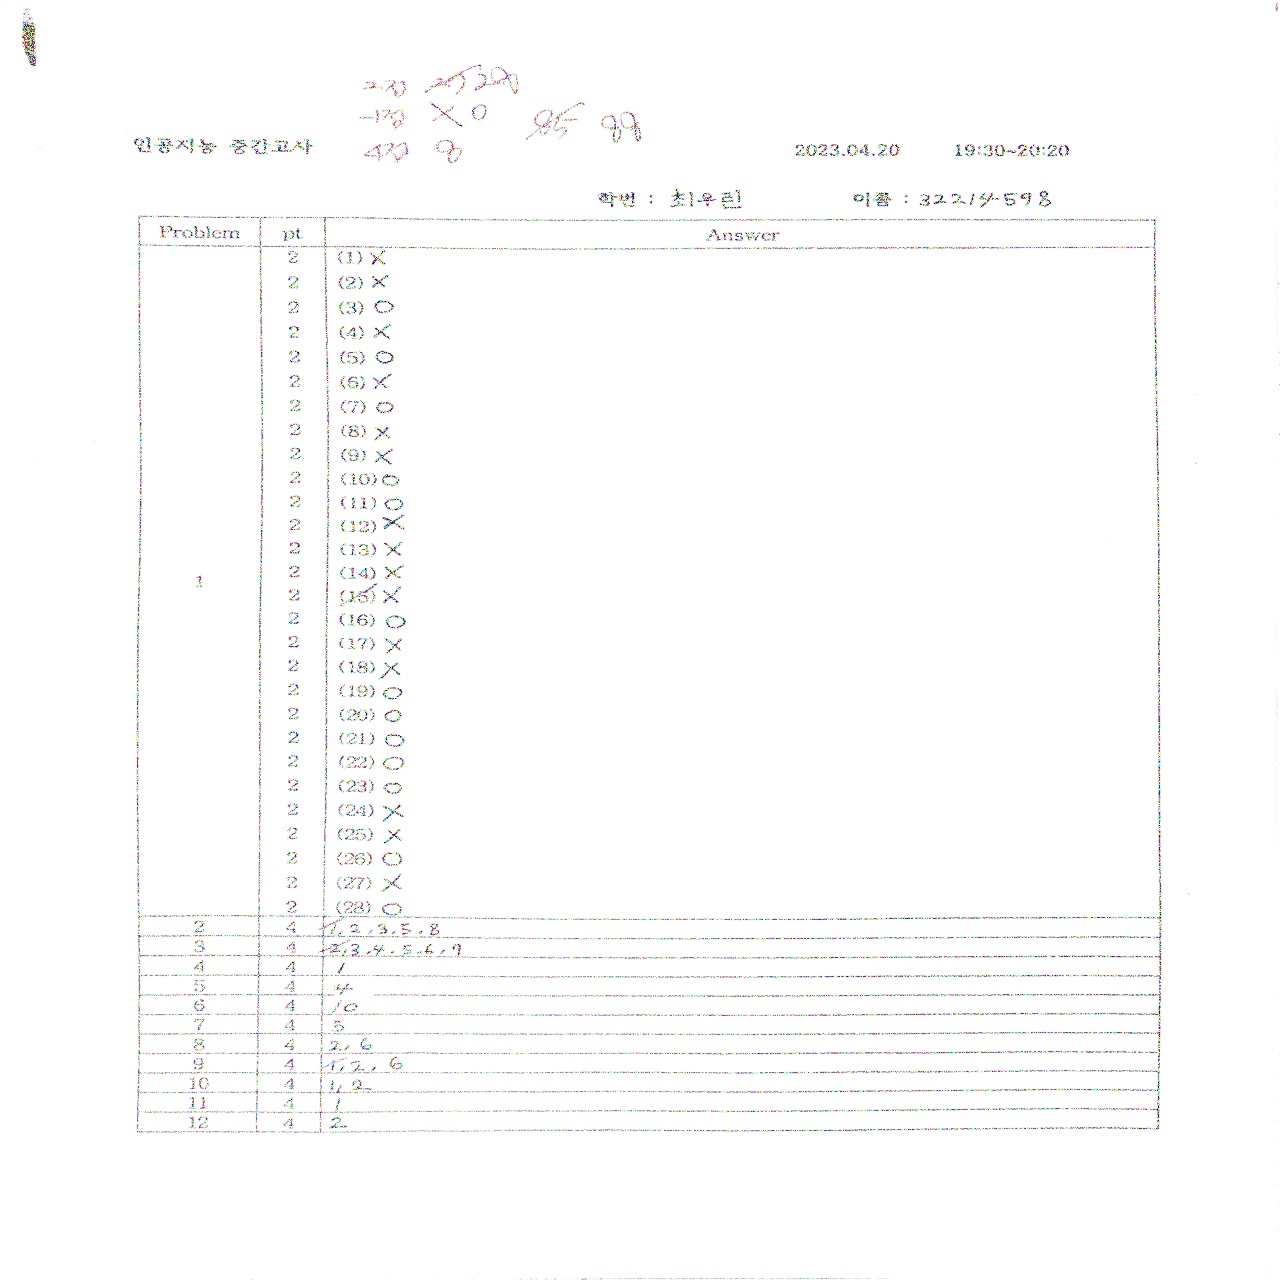 인공지능 중간고사
2023.04.20 19:30~20:20
학번 : 최우린 이름 : 32214598
Problem pt Answer
1
2 (1) X
2 (2) X
2 (3) O
2 (4) X
2 (5) O
2 (6) X
2 (7) O
2 (8) X
2 (9) X
2 (10) O
2 (11) O
2 (12) X
2 (13) X
2 (14) X
2 (15) X
2 (16) O
2 (17) X
2 (18) X
2 (19) O
2 (20) O
2 (21) O
2 (22) O
2 (23) O
2 (24) X
2 (25) X
2 (26) O
2 (27) X
2 (28) O
2 4 1, 2, 3, 5, 8
3 4 2, 3, 4, 5, 6, 7
4 4 1
5 4 4
6 4 10
7 4 5
8 4 2, 6
9 4 1, 2, 6
10 4 1, 2
11 4 1
12 4 2